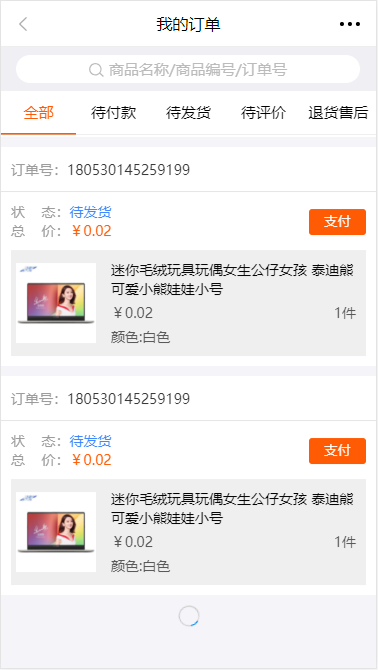 我的订单
商品名称/商品编号/订单号
全部 待付款 待发货 待评价 退货售后
订单号：180530145259199
状 态：待发货
总 价：￥0.02
支付
迷你毛绒玩具玩偶女生公仔女孩 泰迪熊
可爱小熊娃娃小号
￥0.02 1件
颜色:白色
订单号：180530145259199
状 态：待发货
总 价：￥0.02
支付
迷你毛绒玩具玩偶女生公仔女孩 泰迪熊
可爱小熊娃娃小号
￥0.02 1件
颜色:白色